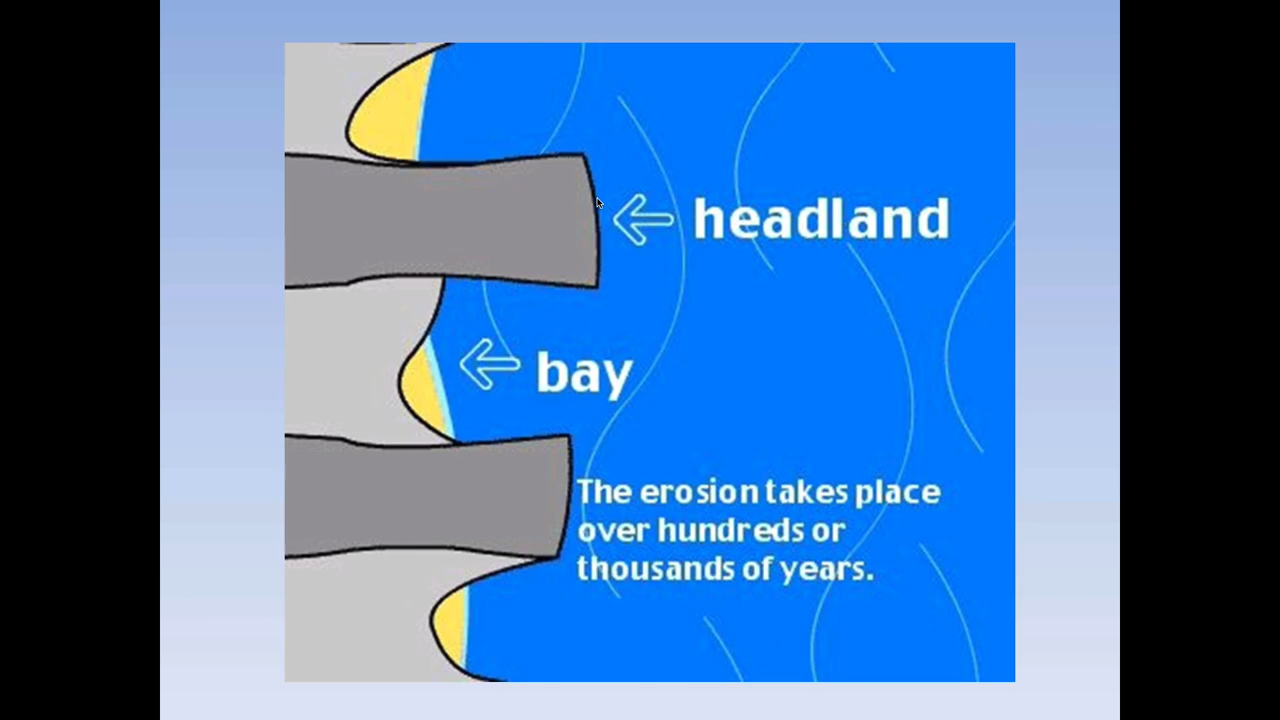 headland
bay
The erosion takes place
over hundreds or
thousands of years.